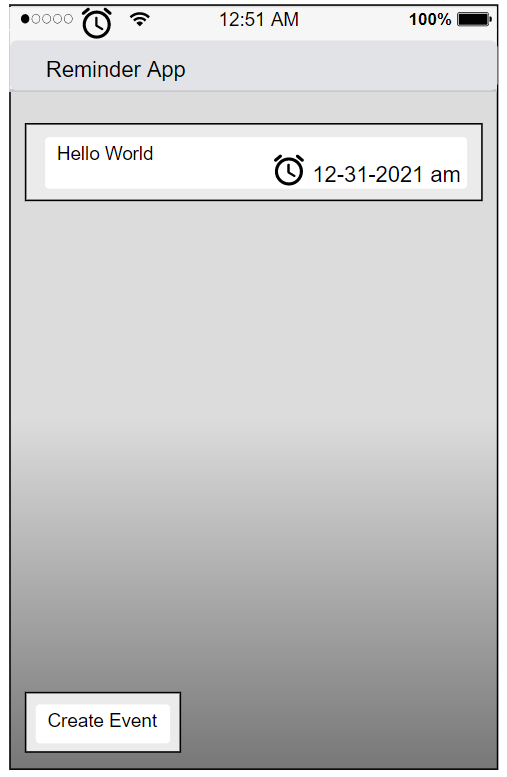 12:51 AM 100%
Reminder App
Hello World
12-31-2021 am
Create Event